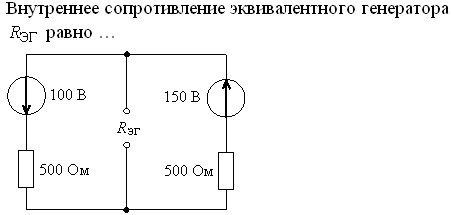 Внутреннее сопротивление эквивалентного генератора
RЭГ равно …
100 В
150 В
RЭГ
500 Ом
500 Ом